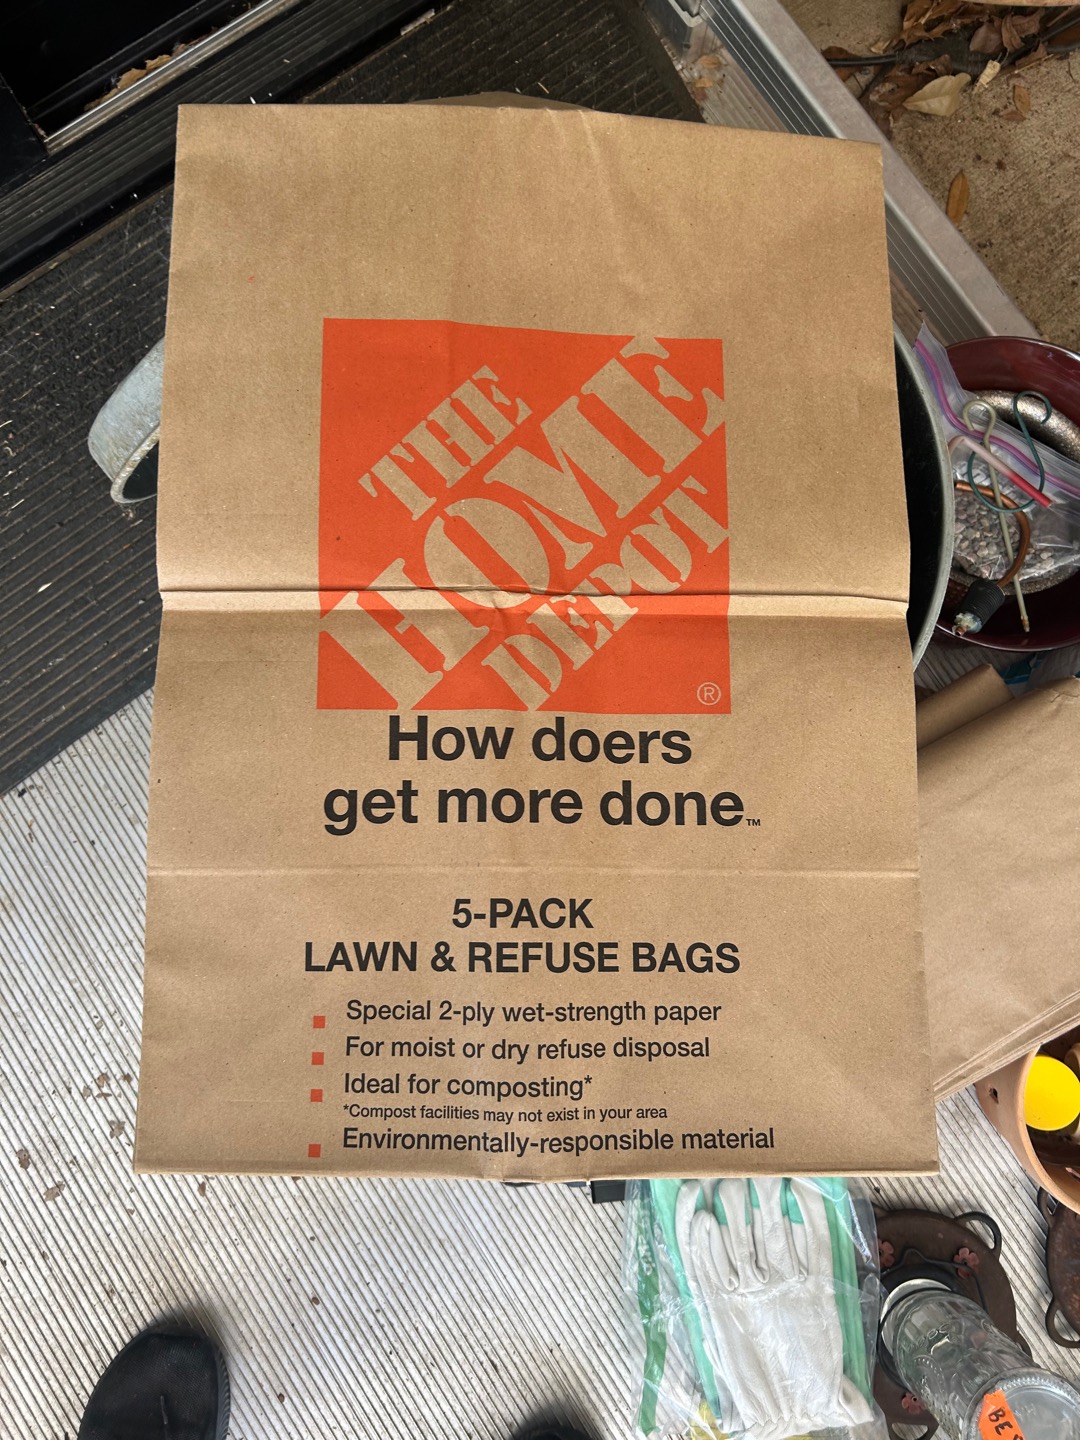 THE
HOME
DEPOT
®
How doers
get more done.™
5-PACK
LAWN & REFUSE BAGS
Special 2-ply wet-strength paper
For moist or dry refuse disposal
Ideal for composting*
*Compost facilities may not exist in your area
Environmentally-responsible material